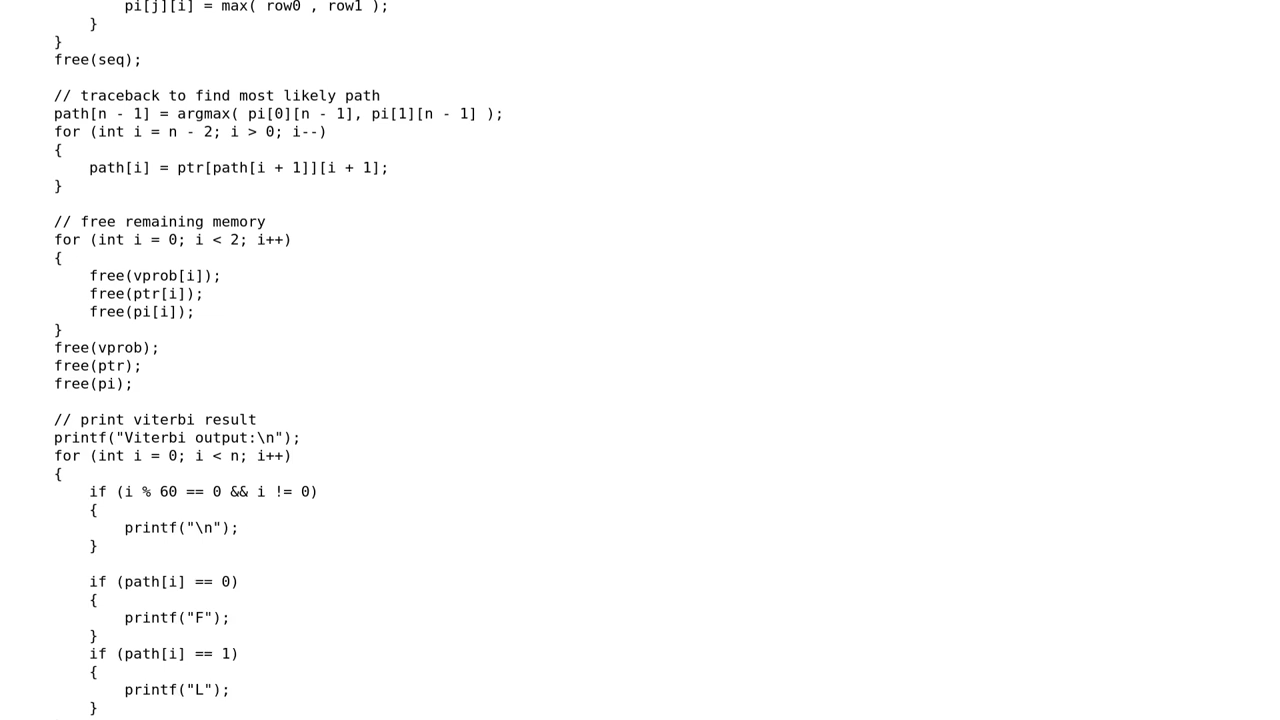 pi[j][i] = max( row0 , row1 );
}
}
free(seq);
// traceback to find most likely path
path[n - 1] = argmax( pi[0][n - 1], pi[1][n - 1] );
for (int i = n - 2; i > 0; i--)
{
path[i] = ptr[path[i + 1]][i + 1];
}
// free remaining memory
for (int i = 0; i < 2; i++)
{
free(vprob[i]);
free(ptr[i]);
free(pi[i]);
}
free(vprob);
free(ptr);
free(pi);
// print viterbi result
printf("Viterbi output:\n");
for (int i = 0; i < n; i++)
{
if (i % 60 == 0 && i != 0)
{
printf("\n");
}
if (path[i] == 0)
{
printf("F");
}
if (path[i] == 1)
{
printf("L");
}